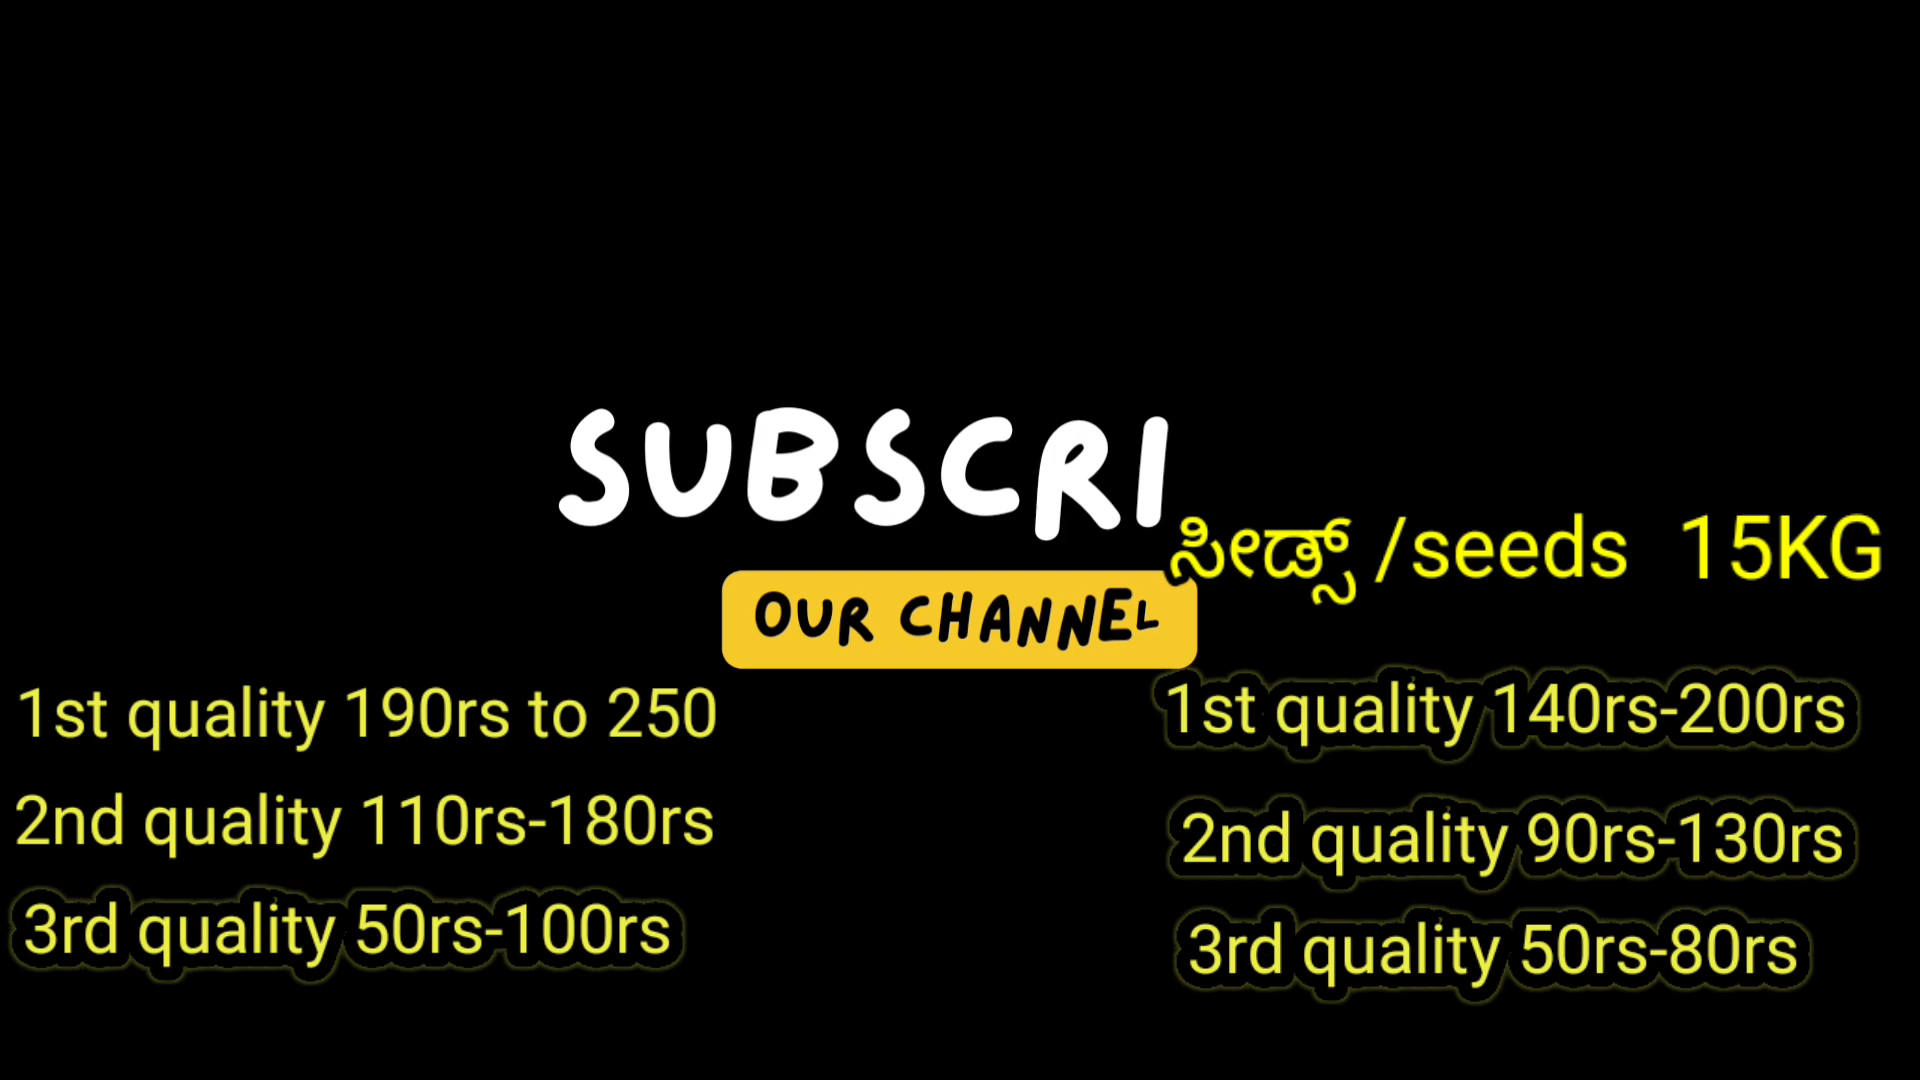 SUBSCRI
OUR CHANNEL
ಸೀಡ್ಸ್ /seeds 15KG
1st quality 190rs to 250
2nd quality 110rs-180rs
3rd quality 50rs-100rs
1st quality 140rs-200rs
2nd quality 90rs-130rs
3rd quality 50rs-80rs